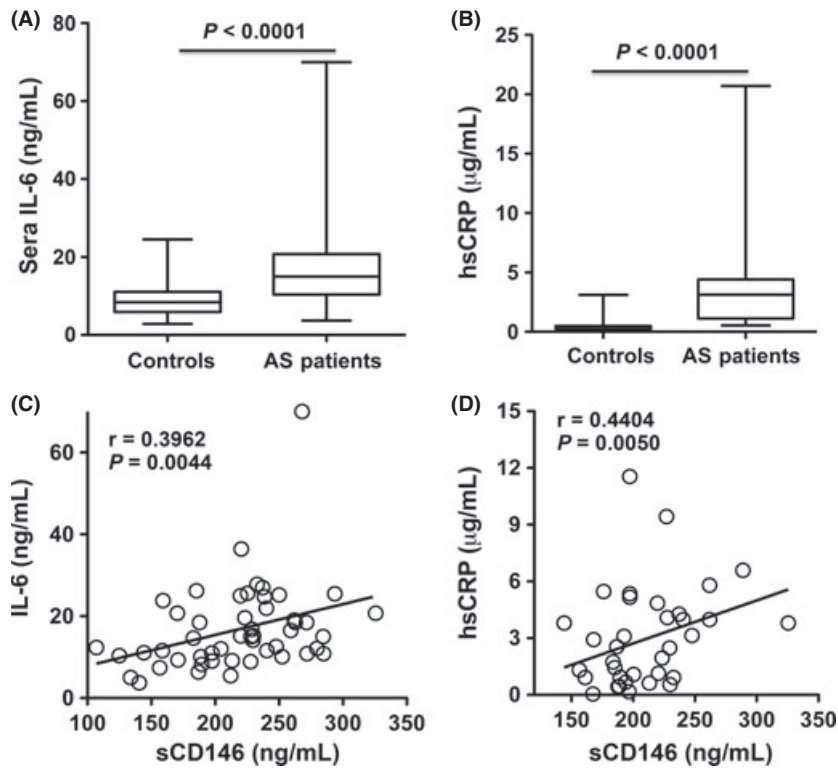 (A)
80
60
40
20
0
Sera IL-6 (ng/mL)
P < 0.0001
Controls
AS patients
(B)
25
20
15
10
5
0
hsCRP (µg/mL)
P < 0.0001
Controls
AS patients
(C)
60
40
20
0
IL-6 (ng/mL)
r = 0.3962
P = 0.0044
100
150
200
250
300
350
sCD146 (ng/mL)
(D)
15
12
9
6
3
0
hsCRP (µg/mL)
r = 0.4404
P = 0.0050
150
200
250
300
350
sCD146 (ng/mL)